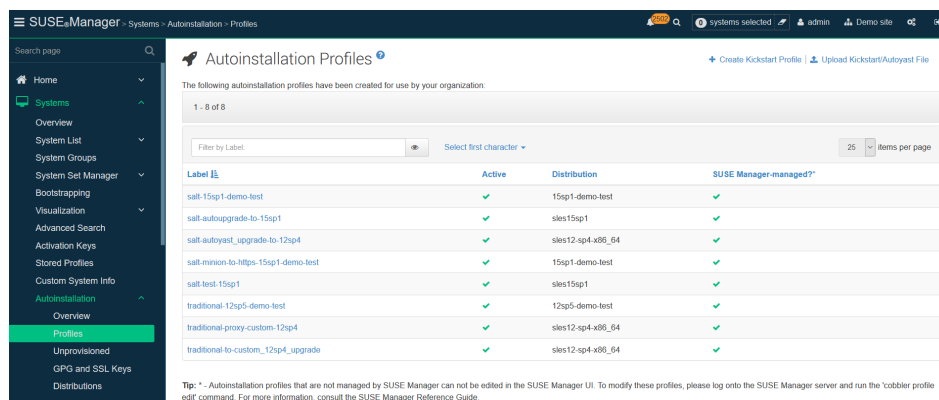 SUSE®Manager > Systems > Autoinstallation > Profiles
2502 0 systems selected admin Demo site
Search page
Home
Systems
Overview
System List
System Groups
System Set Manager
Bootstrapping
Visualization
Advanced Search
Activation Keys
Stored Profiles
Custom System Info
Autoinstallation
Overview
Profiles
Unprovisioned
GPG and SSL Keys
Distributions
Autoinstallation Profiles ?
Create Kickstart Profile | Upload Kickstart/Autoyast File
The following autoinstallation profiles have been created for use by your organization:
1 - 8 of 8
Filter by Label: Select first character 25 items per page
Label Active Distribution SUSE Manager-managed?*
salt-15sp1-demo-test 15sp1-demo-test
salt-autoupgrade-to-15sp1 sles15sp1
salt-autoyast_upgrade-to-12sp4 sles12-sp4-x86_64
salt-minion-to-https-15sp1-demo-test 15sp1-demo-test
salt-test-15sp1 sles15sp1
traditional-12sp5-demo-test 12sp5-demo-test
traditional-proxy-custom-12sp4 sles12-sp4-x86_64
traditional-to-custom_12sp4_upgrade sles12-sp4-x86_64
Tip: * - Autoinstallation profiles that are not managed by SUSE Manager can not be edited in the SUSE Manager UI. To modify these profiles, please log onto the SUSE Manager server and run the 'cobbler profile
edit' command. For more information, consult the SUSE Manager Reference Guide.